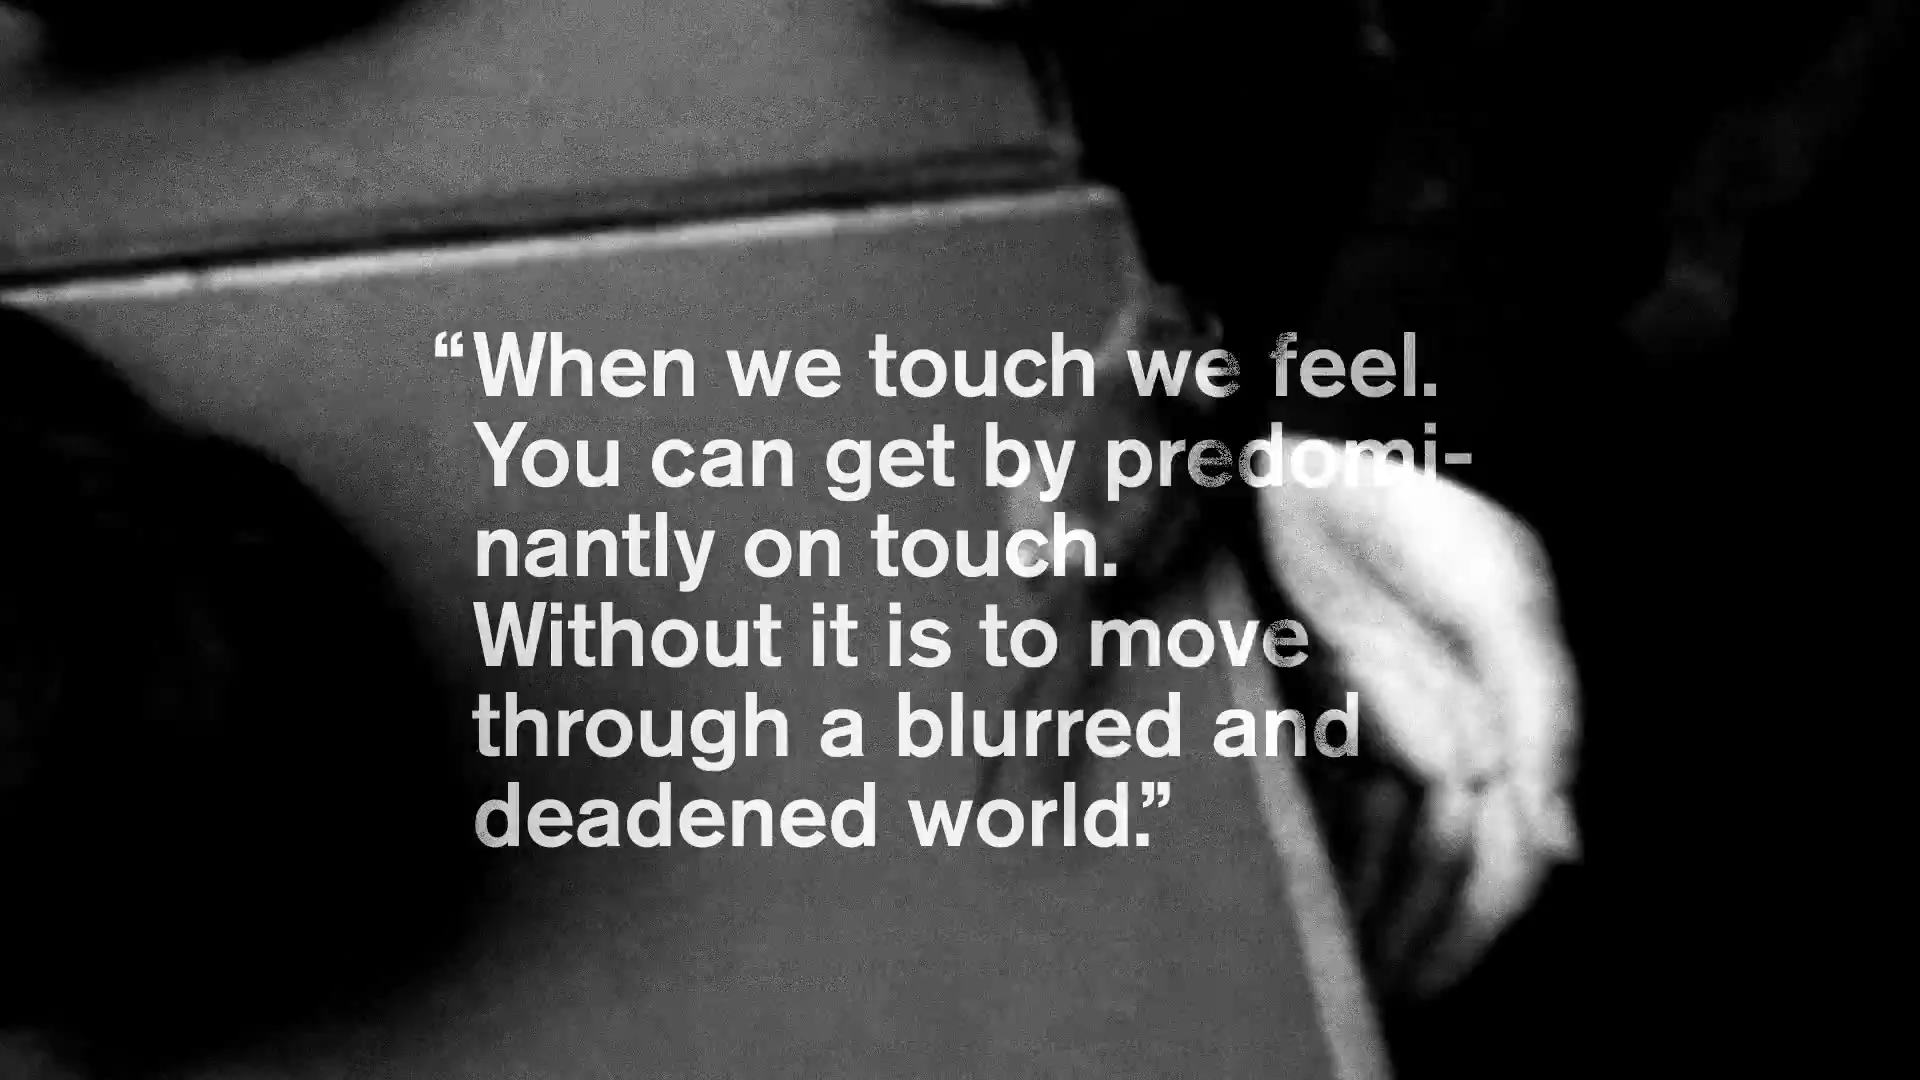 “When we touch we feel.
You can get by predomi-
nantly on touch.
Without it is to move
through a blurred and
deadened world.”